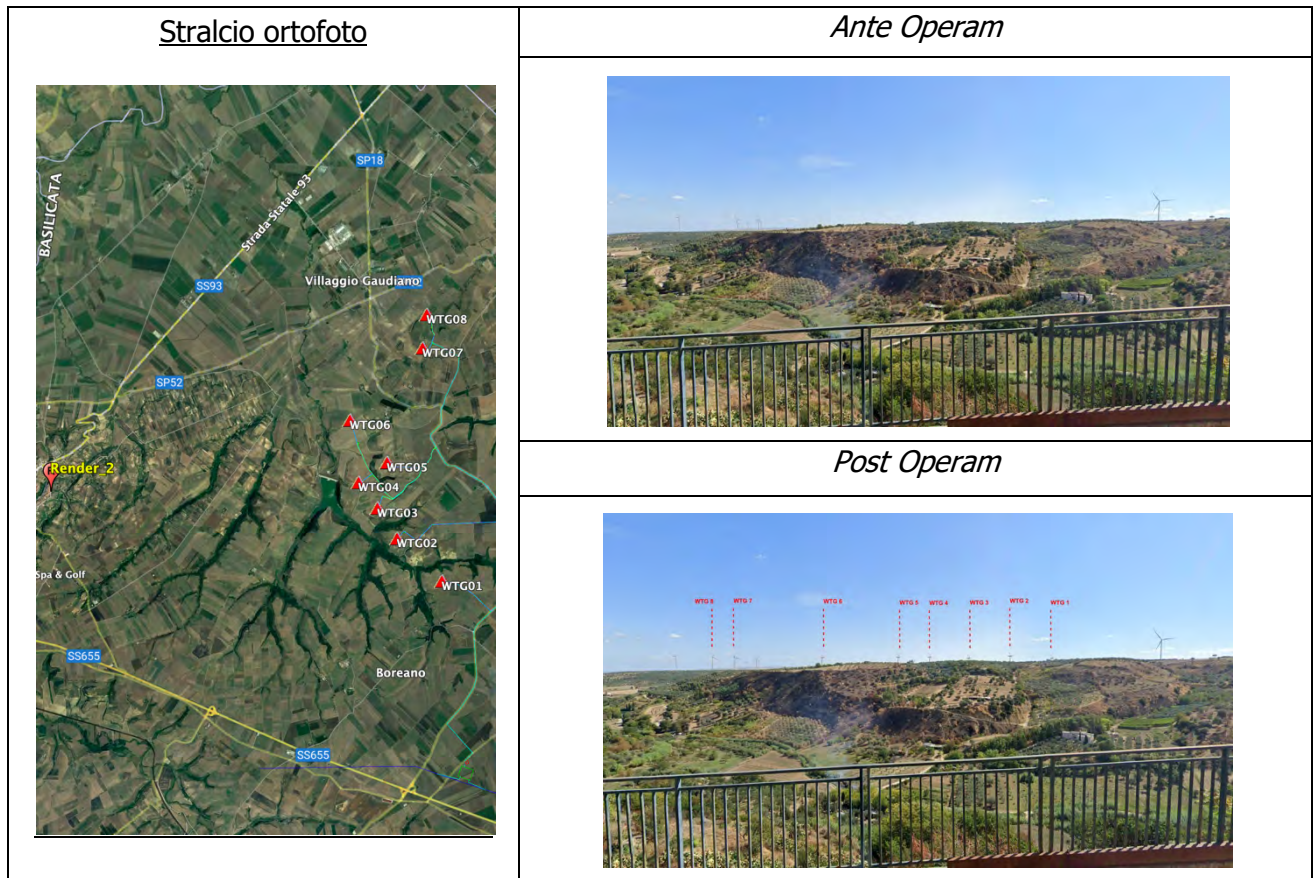 Stralcio ortofoto
BASILICATA
SP18
Strada Statale 93
SS93
Villaggio Gaudiano
WTG08
WTG07
SP52
WTG06
Render_2
WTG05
WTG04
WTG03
WTG02
WTG01
Spa & Golf
SS655
Boreano
SS655
Ante Operam
Post Operam
WTG 8 WTG 7 WTG 6 WTG 5 WTG 4 WTG 3 WTG 2 WTG 1